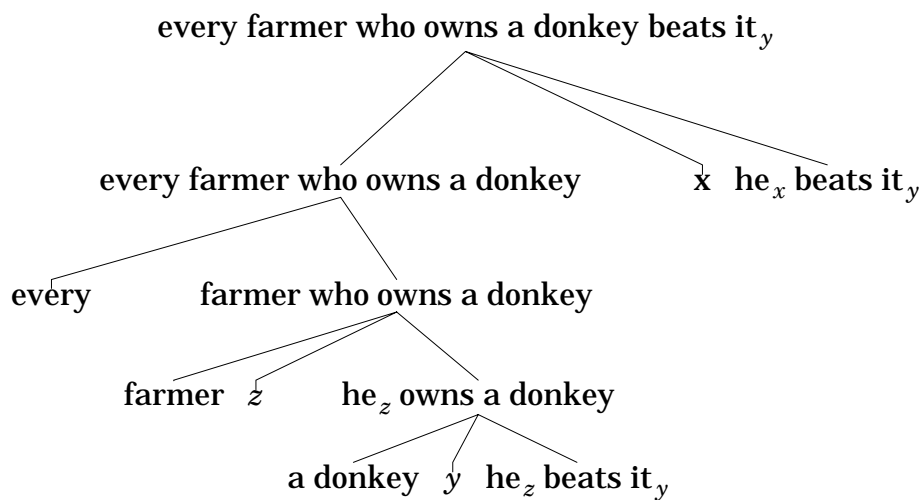 every farmer who owns a donkey beats it_y
every farmer who owns a donkey x he_x beats it_y
every farmer who owns a donkey
farmer z he_z owns a donkey
a donkey y he_z beats it_y